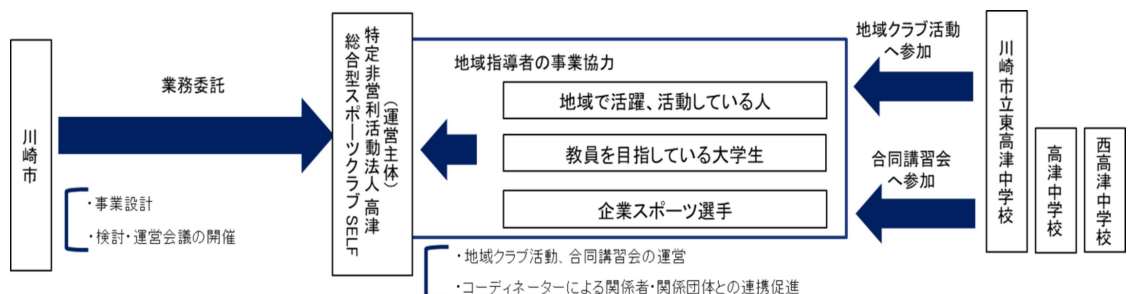 川崎市
業務委託
・事業設計
・検討・運営会議の開催
特定非営利活動法人 高津
総合型スポーツクラブ SELF
(運営主体)
地域指導者の事業協力
地域で活躍、活動している人
教員を目指している大学生
企業スポーツ選手
・地域クラブ活動、合同講習会の運営
・コーディネーターによる関係者・関係団体との連携促進
地域クラブ活動
へ参加
合同講習会
へ参加
川崎市立東高津中学校
高津中学校
西高津中学校